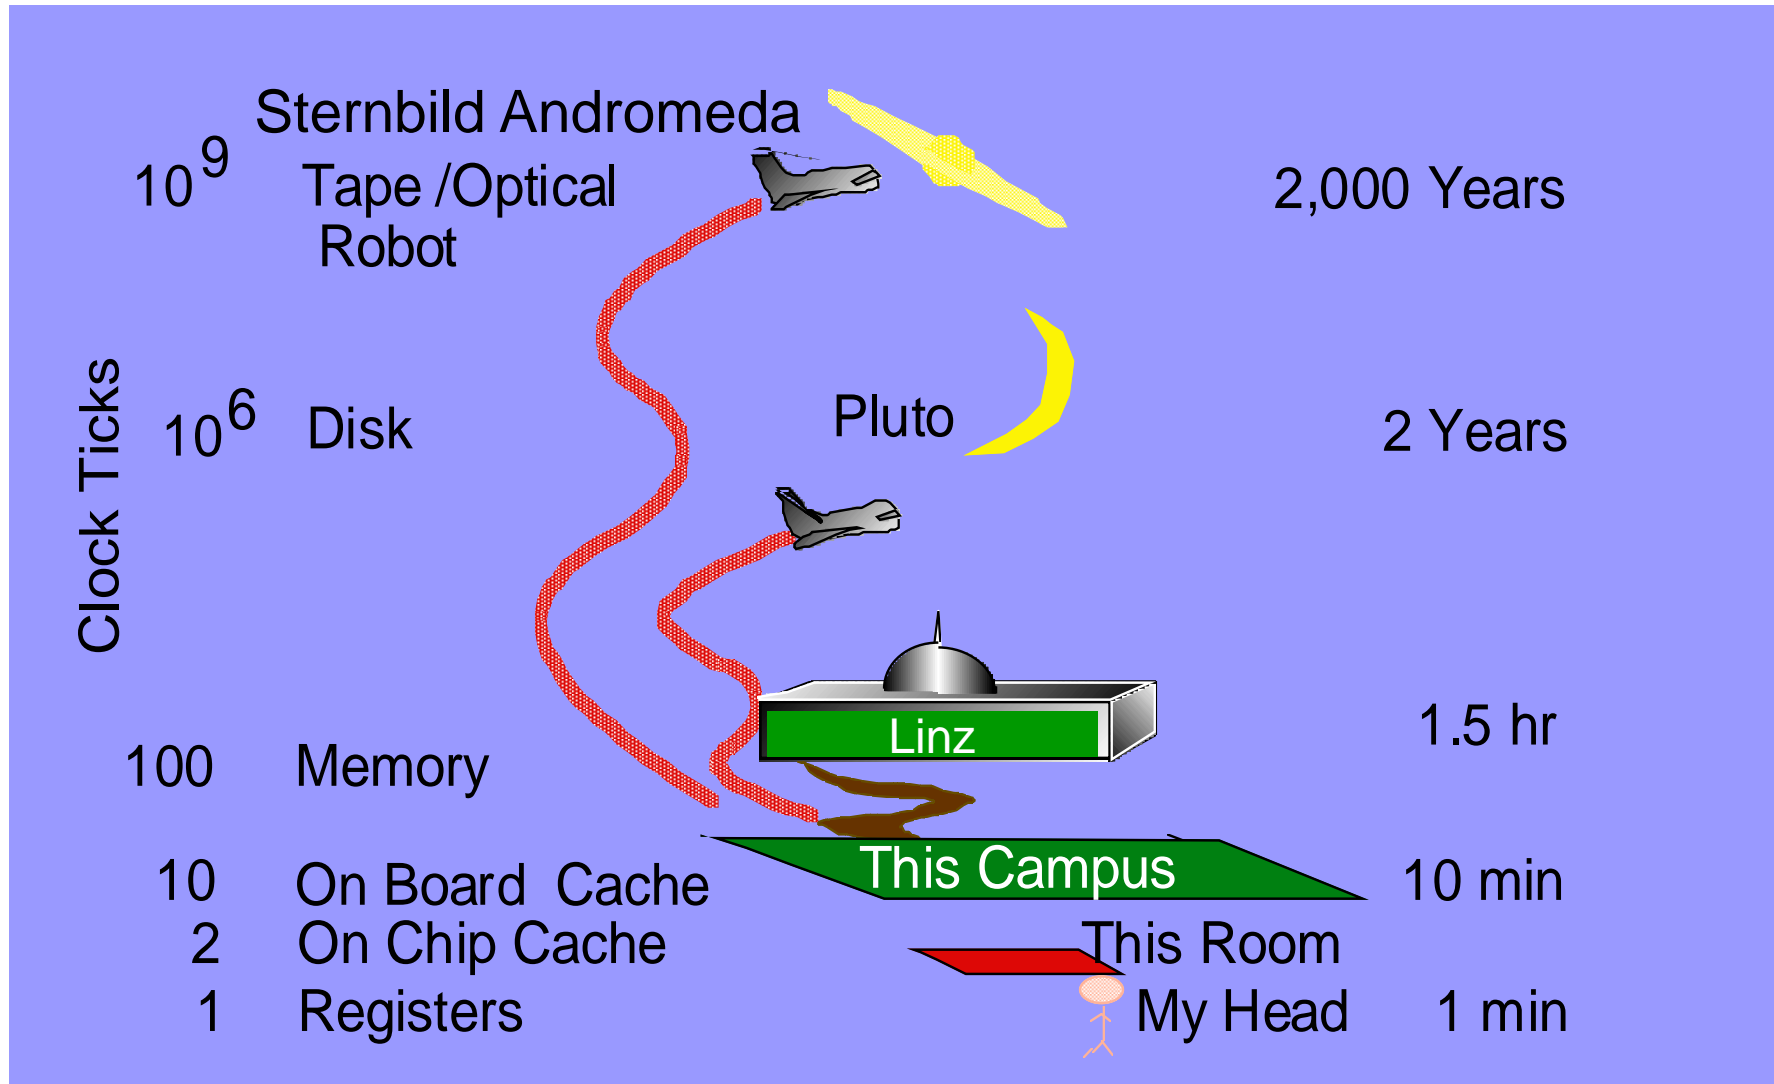 Sternbild Andromeda
10^9 Tape /Optical 2,000 Years
Robot
Clock Ticks
10^6 Disk Pluto 2 Years
Linz 1.5 hr
100 Memory
This Campus
10 On Board Cache 10 min
2 On Chip Cache This Room
1 Registers My Head 1 min